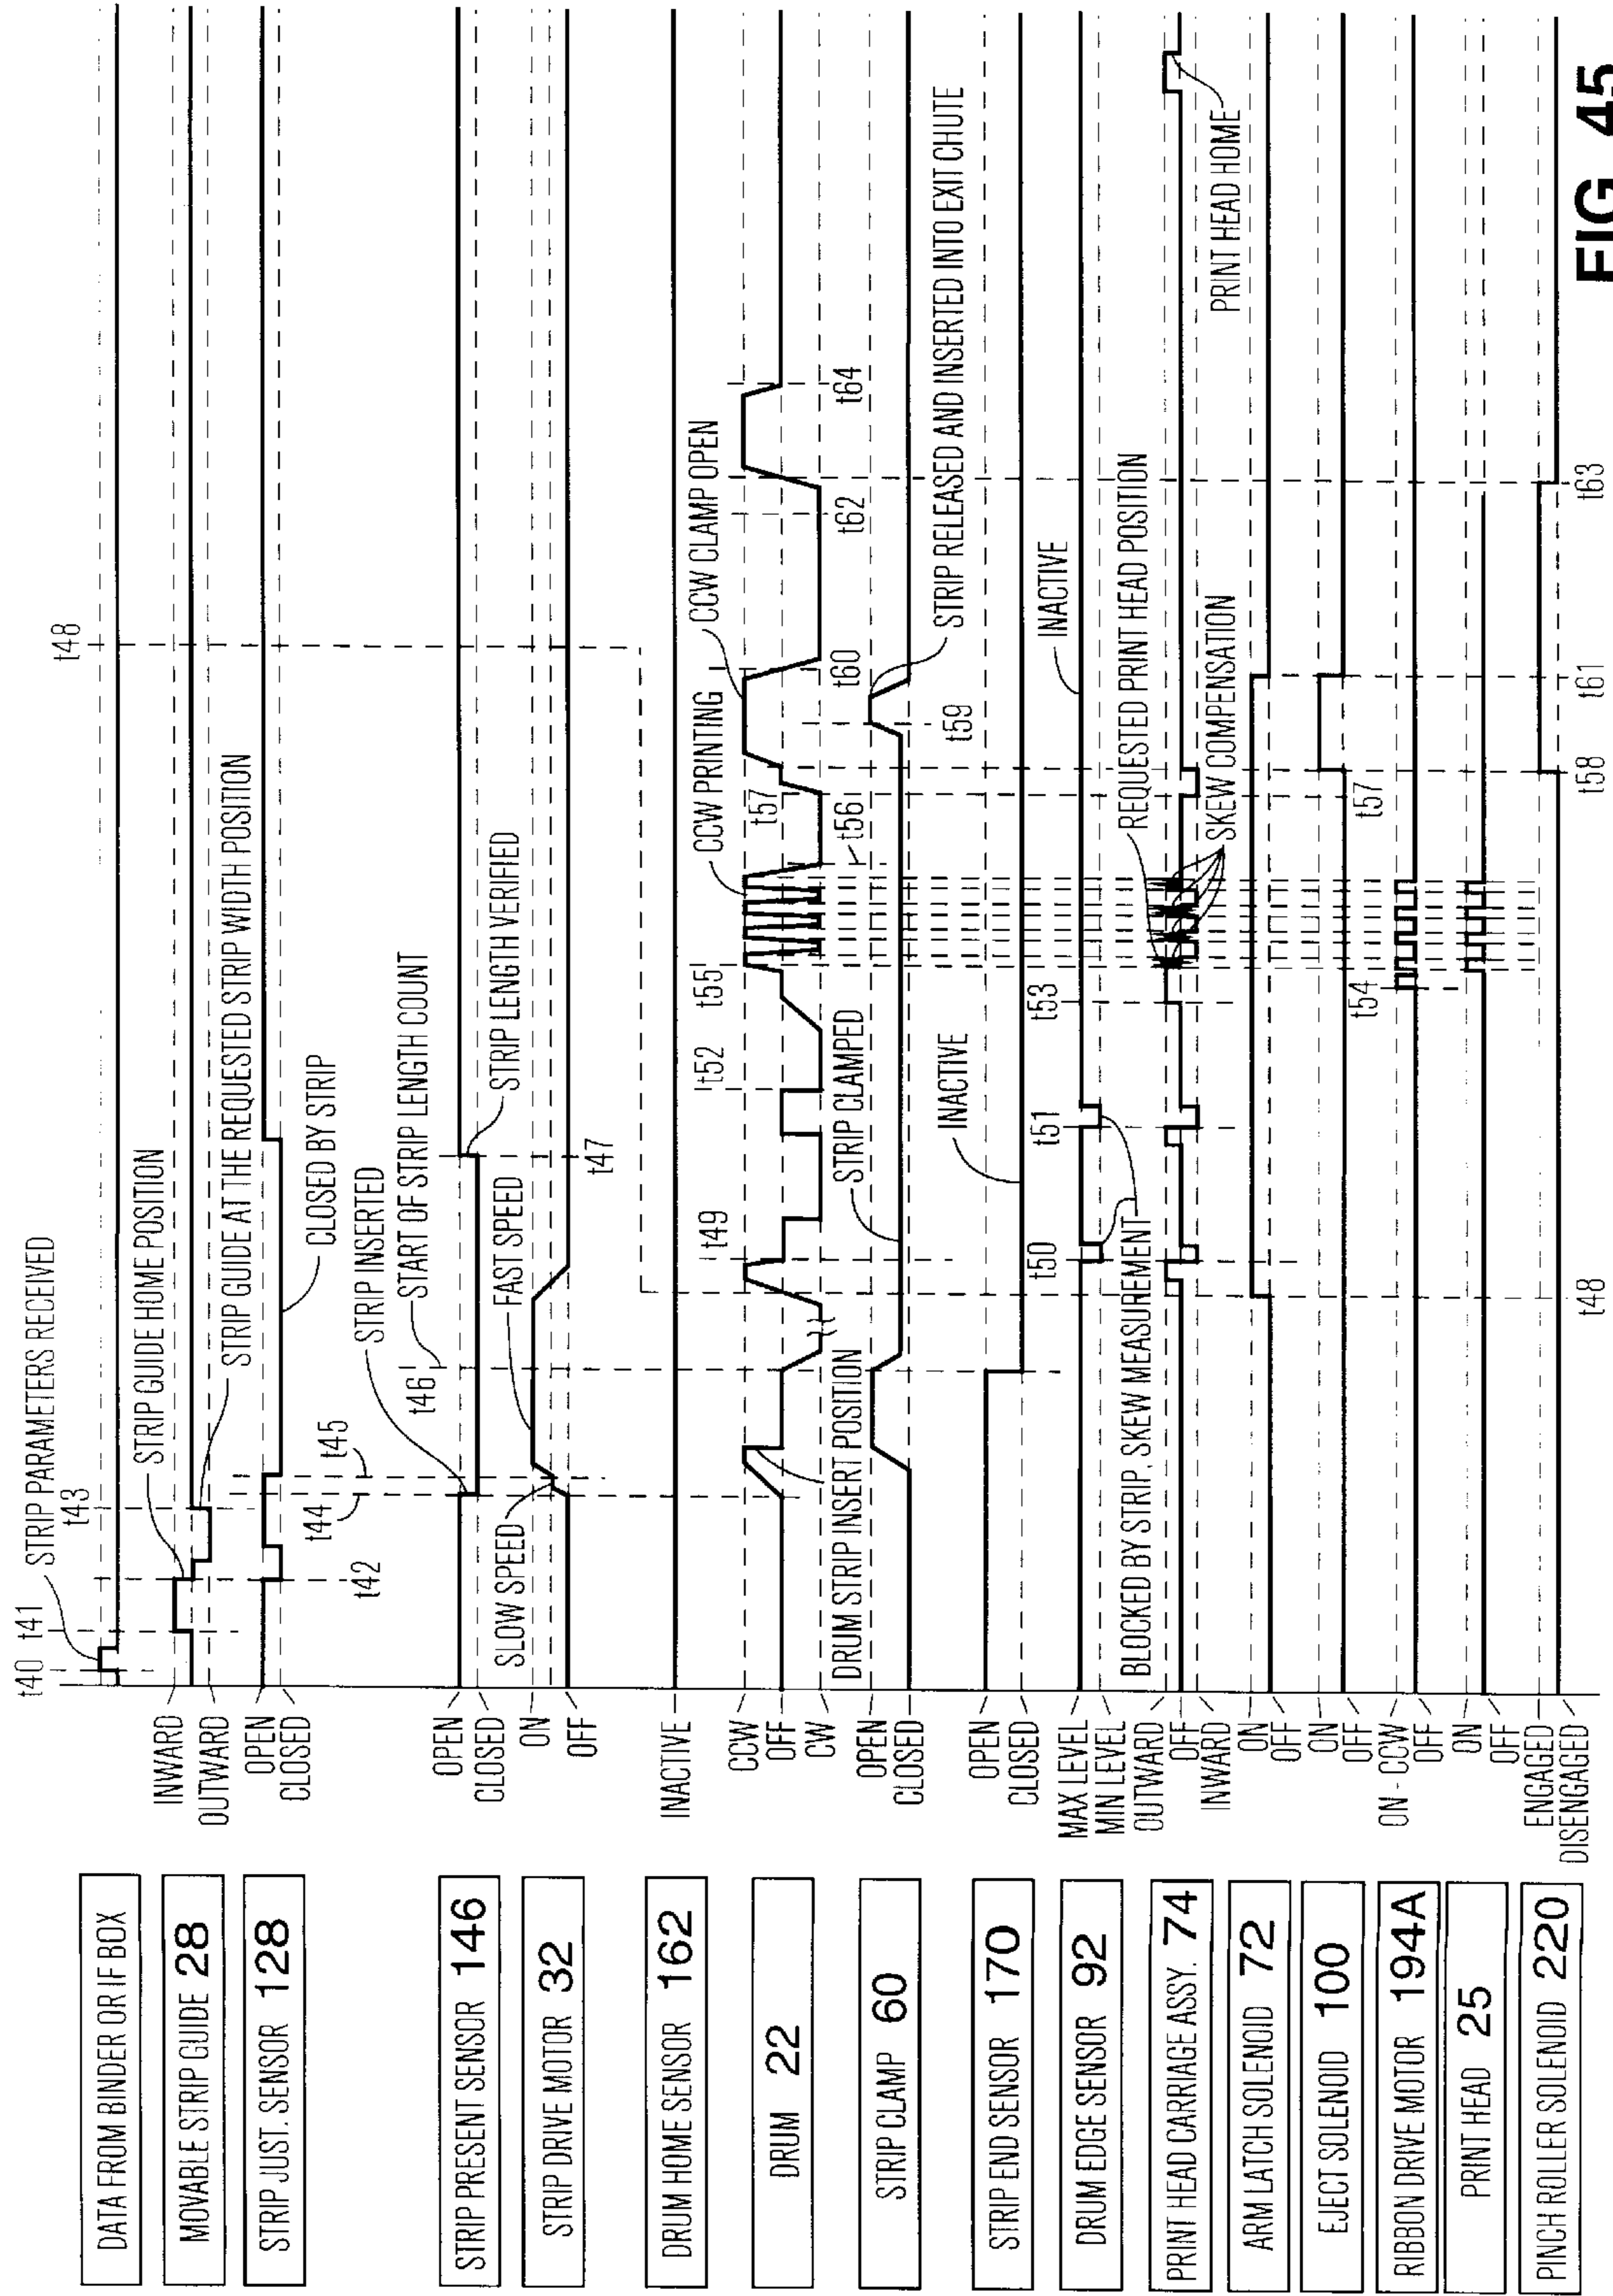 DATA FROM BINDER OR IF BOX
MOVABLE STRIP GUIDE 28
STRIP JUST. SENSOR 128
STRIP PRESENT SENSOR 146
STRIP DRIVE MOTOR 32
DRUM HOME SENSOR 162
DRUM 22
STRIP CLAMP 60
STRIP END SENSOR 170
DRUM EDGE SENSOR 92
PRINT HEAD CARRIAGE ASSY. 74
ARM LATCH SOLENOID 72
EJECT SOLENOID 100
RIBBON DRIVE MOTOR 194A
PRINT HEAD 25
PINCH ROLLER SOLENOID 220
INWARD
OUTWARD
OPEN
CLOSED
OPEN
CLOSED
ON
OFF
INACTIVE
CCW
OFF
CW
OPEN
CLOSED
OPEN
CLOSED
MAX LEVEL
MIN LEVEL
OUTWARD
OFF
INWARD
ON
OFF
ON
OFF
ON - CCW
OFF
ON
OFF
ENGAGED
DISENGAGED
t40
t41
STRIP PARAMETERS RECEIVED
t43
STRIP GUIDE HOME POSITION
STRIP GUIDE AT THE REQUESTED STRIP WIDTH POSITION
t48
t42
t44
t45
CLOSED BY STRIP
STRIP INSERTED
t46
START OF STRIP LENGTH COUNT
STRIP LENGTH VERIFIED
SLOW SPEED
FAST SPEED
t47
t49
t52
t55
CCW PRINTING
CCW CLAMP OPEN
t57
t56
t60
t62
t64
DRUM STRIP INSERT POSITION
STRIP CLAMPED
t59
STRIP RELEASED AND INSERTED INTO EXIT CHUTE
INACTIVE
t50
t51
t53
INACTIVE
BLOCKED BY STRIP, SKEW MEASUREMENT
REQUESTED PRINT HEAD POSITION
SKEW COMPENSATION
PRINT HEAD HOME
t57
t54
t48
t58
t61
t63
FIG. 45